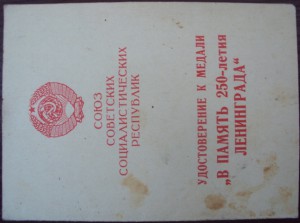 СОЮЗ
СОВЕТСКИХ
СОЦИАЛИСТИЧЕСКИХ
РЕСПУБЛИК
УДОСТОВЕРЕНИЕ К МЕДАЛИ
„В ПАМЯТЬ 250-летия
ЛЕНИНГРАДА“